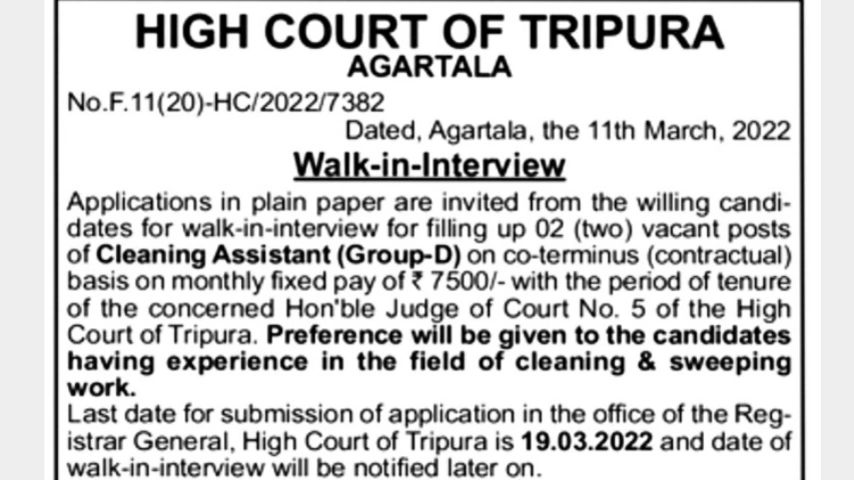 HIGH COURT OF TRIPURA
AGARTALA
No.F.11(20)-HC/2022/7382
Dated, Agartala, the 11th March, 2022
Walk-in-Interview
Applications in plain paper are invited from the willing candi-
dates for walk-in-interview for filling up 02 (two) vacant posts
of Cleaning Assistant (Group-D) on co-terminus (contractual)
basis on monthly fixed pay of ₹ 7500/- with the period of tenure
of the concerned Hon'ble Judge of Court No. 5 of the High
Court of Tripura. Preference will be given to the candidates
having experience in the field of cleaning & sweeping
work.
Last date for submission of application in the office of the Reg-
istrar General, High Court of Tripura is 19.03.2022 and date of
walk-in-interview will be notified later on.